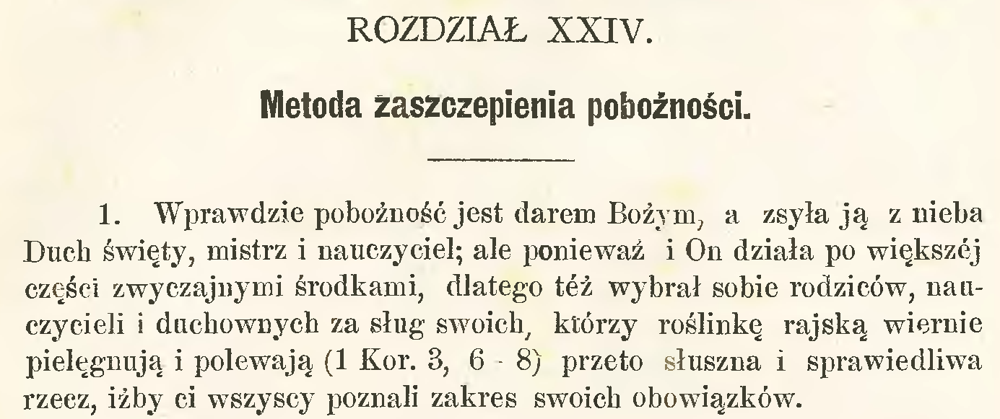 ROZDZIAŁ XXIV.
Metoda zaszczepienia pobożności.
1. Wprawdzie pobożność jest darem Bożym, a zsyła ją z nieba
Duch święty, mistrz i nauczyciel; ale ponieważ i On działa po większéj
części zwyczajnymi środkami, dlatego téż wybrał sobie rodziców, nau-
czycieli i duchownych za sług swoich, którzy roślinkę rajską wiernie
pielęgnują i polewają (1 Kor. 3, 6 - 8) przeto słuszna i sprawiedliwa
rzecz, iżby ci wszyscy poznali zakres swoich obowiązków.